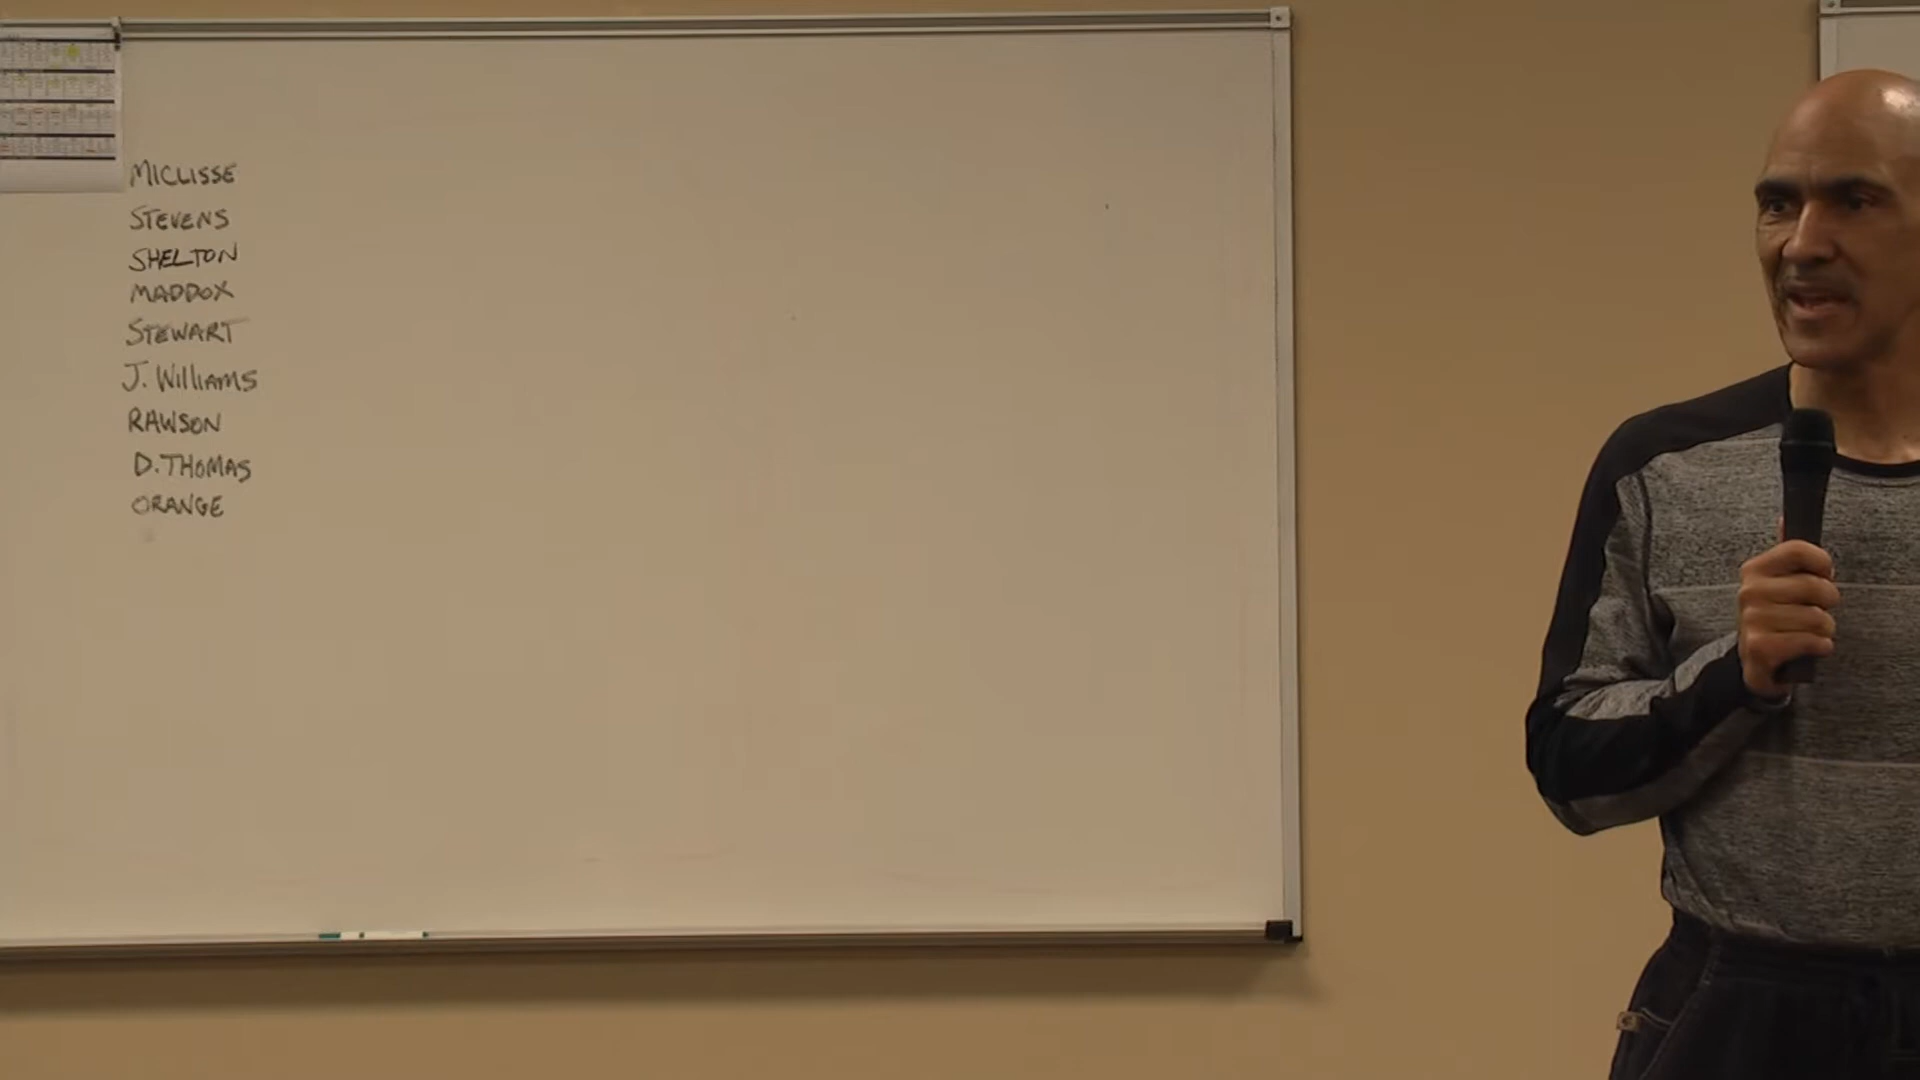 MICLISSE
STEVENS
SHELTON
MADDOX
STEWART
J. WILLIAMS
RAWSON
D. THOMAS
ORANGE